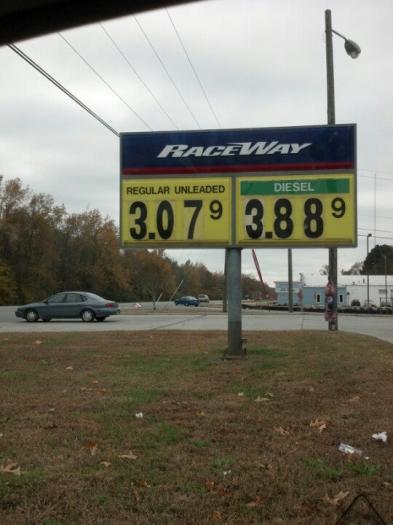 RACEWAY
REGULAR UNLEADED
3.07 9
DIESEL
3.88 9